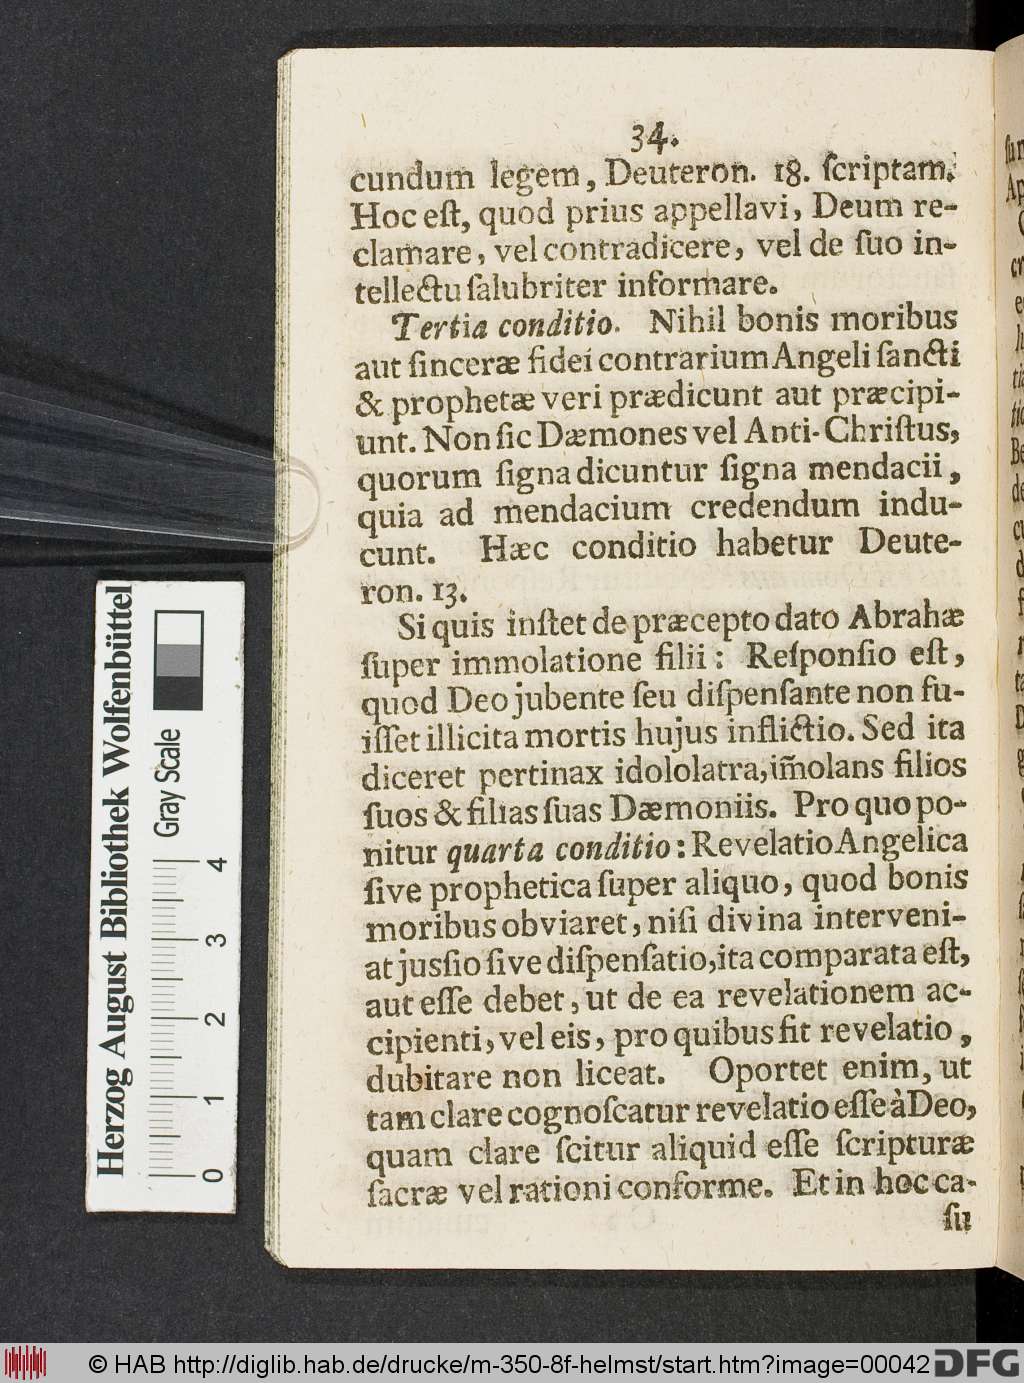 34.
cundum legem, Deuteron. 18. ſcriptam.
Hoc eſt, quod prius appellavi, Deum re-
clamare, vel contradicere, vel de ſuo in-
tellectu ſalubriter informare.
Tertia conditio. Nihil bonis moribus
aut ſinceræ fidei contrarium Angeli ſancti
& prophetæ veri prædicunt aut præcipi-
unt. Non ſic Dæmones vel Anti-Chriſtus,
quorum ſigna dicuntur ſigna mendacii,
quia ad mendacium credendum indu-
cunt. Hæc conditio habetur Deute-
ron. 13.
Si quis inſtet de præcepto dato Abrahæ
ſuper immolatione filii: Reſponſio eſt,
quod Deo jubente ſeu diſpenſante non fu-
iſſet illicita mortis hujus inflictio. Sed ita
diceret pertinax idololatra, im̃olans filios
ſuos & filias ſuas Dæmoniis. Pro quo po-
nitur quarta conditio: Revelatio Angelica
ſive prophetica ſuper aliquo, quod bonis
moribus obviaret, niſi divina interveni-
at jusſio ſive diſpenſatio, ita comparata eſt,
aut eſſe debet, ut de ea revelationem ac-
cipienti, vel eis, pro quibus fit revelatio,
dubitare non liceat. Oportet enim, ut
tam clare cognoſcatur revelatio eſſe à Deo,
quam clare ſcitur aliquid eſſe ſcripturæ
ſacræ vel rationi conforme. Et in hoc ca-
ſu
Herzog August Bibliothek Wolfenbüttel
Gray Scale
0 1 2 3 4
© HAB http://diglib.hab.de/drucke/m-350-8f-helmst/start.htm?image=00042
DFG